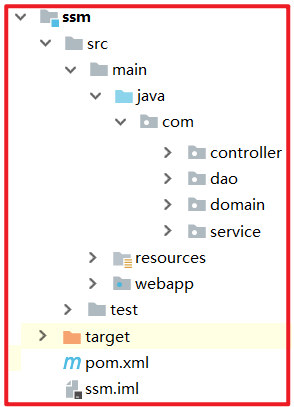 ssm
src
main
java
com
controller
dao
domain
service
resources
webapp
test
target
pom.xml
ssm.iml